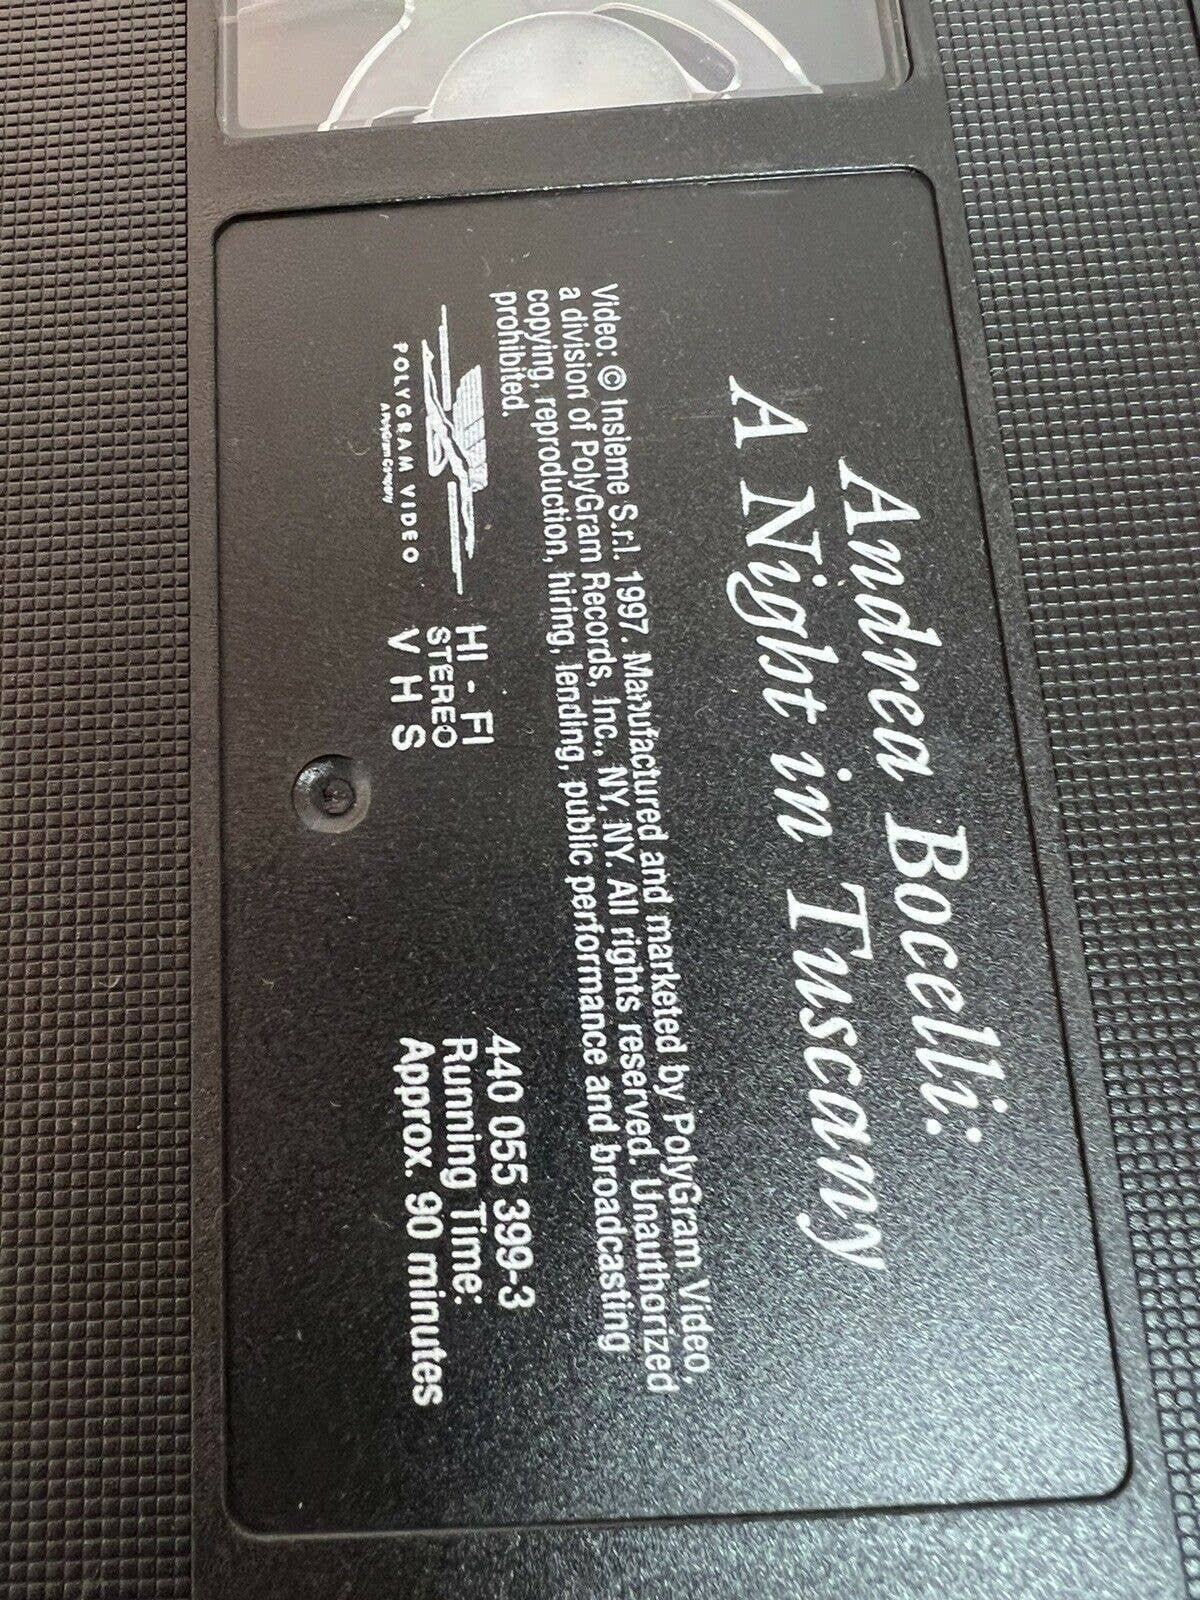 Andrea Bocelli:
A Night in Tuscany
Video: © Insieme S.r.l. 1997. Manufactured and marketed by PolyGram Video,
a division of PolyGram Records, Inc., NY, NY. All rights reserved. Unauthorized
copying, reproduction, hiring, lending, public performance and broadcasting
prohibited.
POLYGRAM VIDEO
A PolyGram Company
HI - FI
STEREO
VHS
440 055 399-3
Running Time:
Approx. 90 minutes